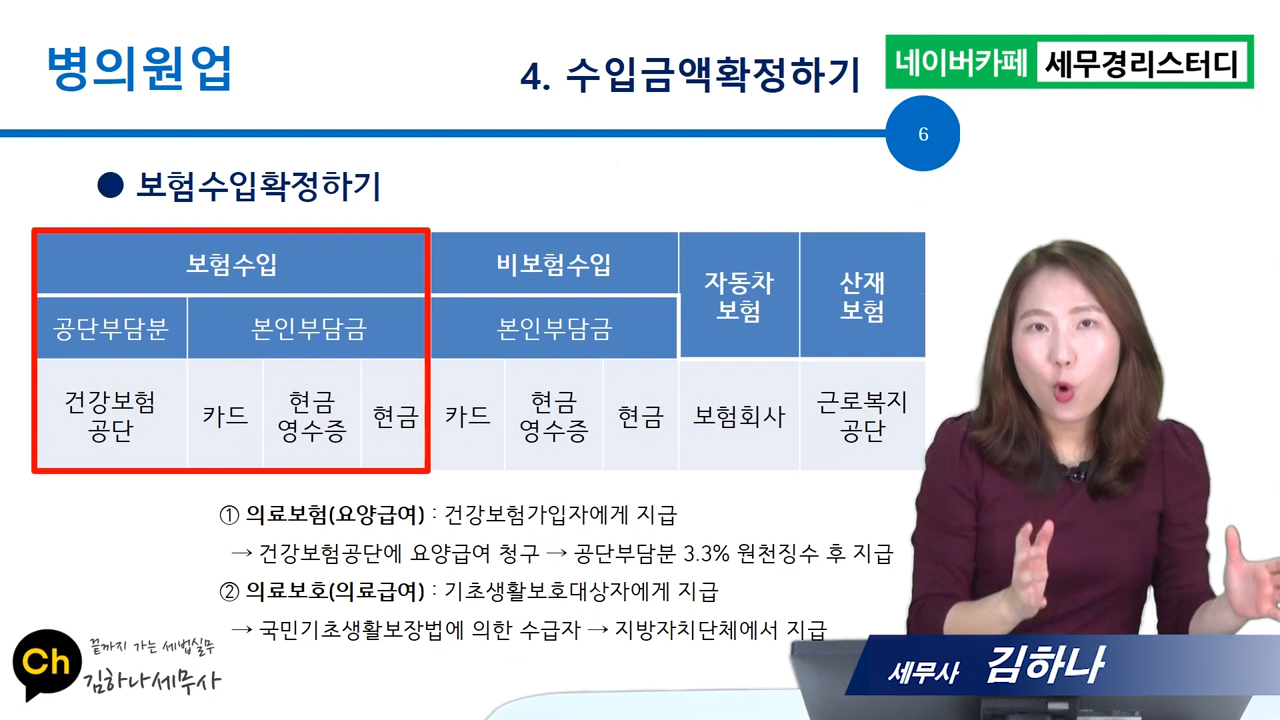 병의원업
4. 수입금액확정하기
네이버카페 세무경리스터디
6
● 보험수입확정하기
보험수입 비보험수입 자동차 보험 산재 보험
공단부담분 본인부담금 본인부담금
건강보험 공단 카드 현금 영수증 현금 카드 현금 영수증 현금 보험회사 근로복지 공단
① 의료보험(요양급여) : 건강보험가입자에게 지급
→ 건강보험공단에 요양급여 청구 → 공단부담분 3.3% 원천징수 후 지급
② 의료보호(의료급여) : 기초생활보호대상자에게 지급
→ 국민기초생활보장법에 의한 수급자 → 지방자치단체에서 지급
Ch
끝까지 가는 세법실무
김하나세무사
세무사 김하나